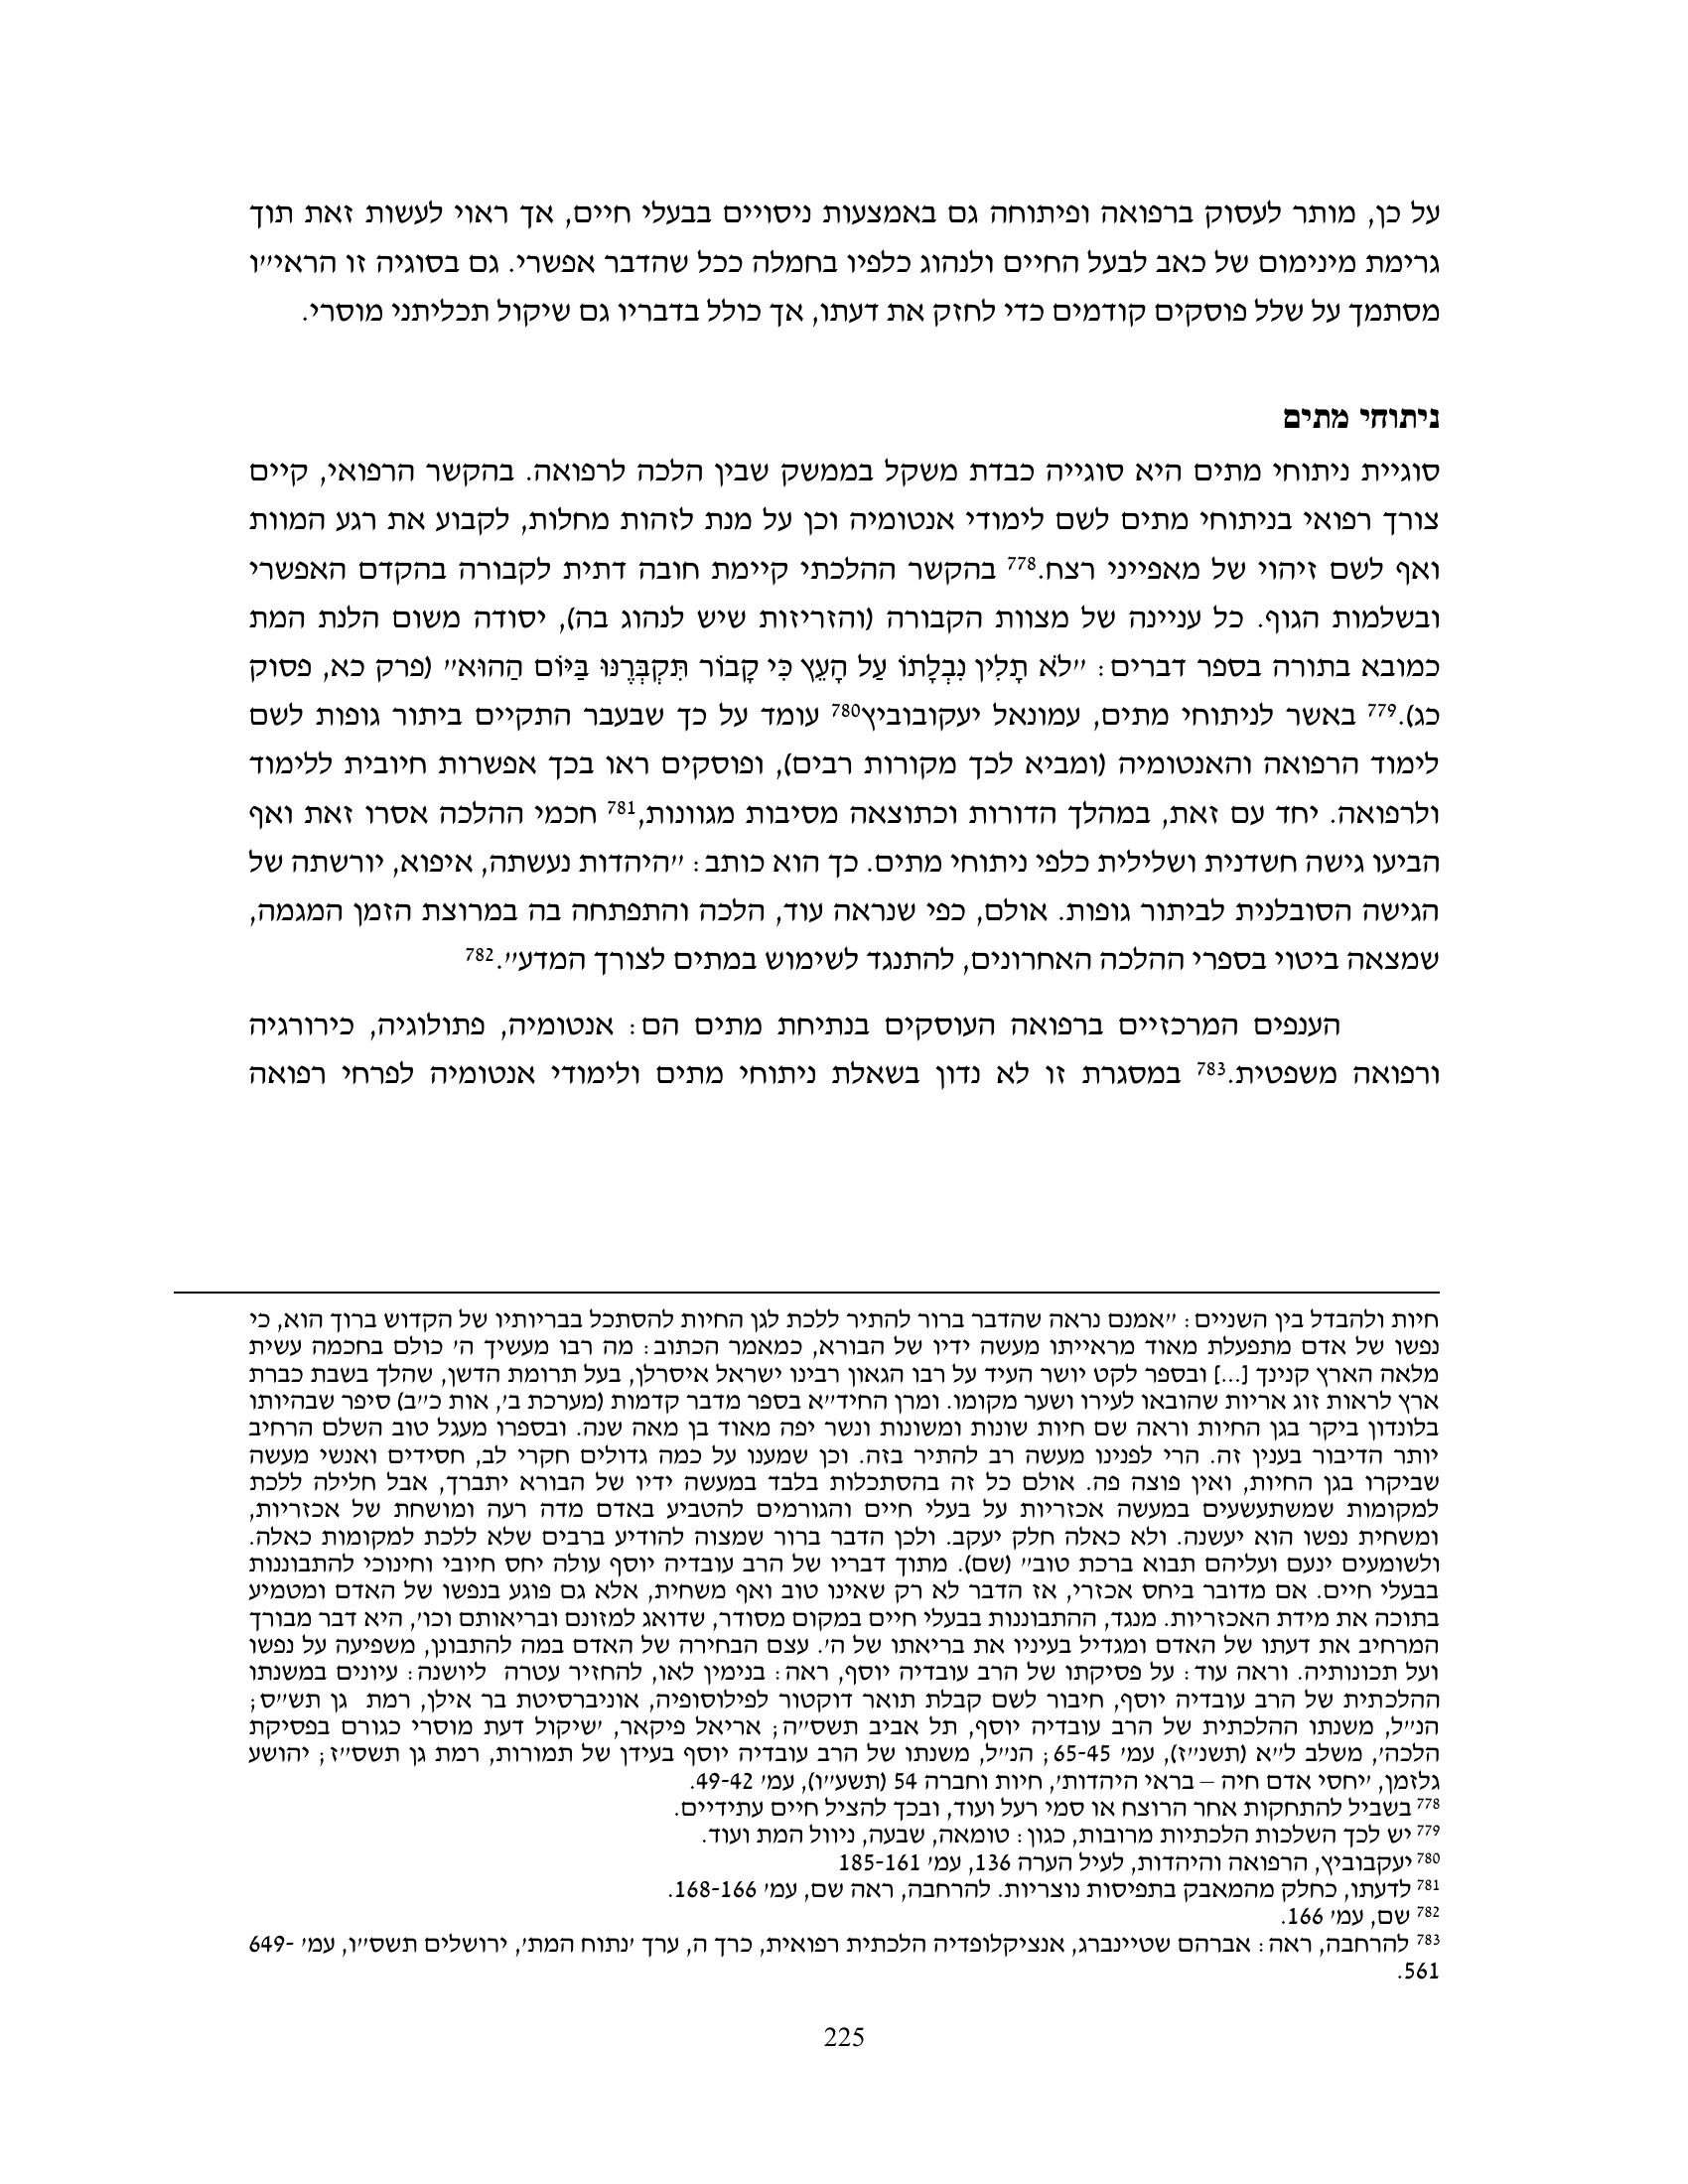 על כן, מותר לעסוק ברפואה ופיתוחה גם באמצעות ניסויים בבעלי חיים, אך ראוי לעשות זאת תוך
גרימת מינימום של כאב לבעל החיים ולנהוג כלפיו בחמלה ככל שהדבר אפשרי. גם בסוגיה זו הראי״ו
מסתמך על שלל פוסקים קודמים כדי לחזק את דעתו, אך כולל בדבריו גם שיקול תכליתני מוסרי.
ניתוחי מתים
סוגיית ניתוחי מתים היא סוגייה כבדת משקל בממשק שבין הלכה לרפואה. בהקשר הרפואי, קיים
צורך רפואי בניתוחי מתים לשם לימודי אנטומיה וכן על מנת לזהות מחלות, לקבוע את רגע המוות
ואף לשם זיהוי של מאפייני רצח.778 בהקשר ההלכתי קיימת חובה דתית לקבורה בהקדם האפשרי
ובשלמות הגוף. כל עניינה של מצוות הקבורה (והזריזות שיש לנהוג בה), יסודה משום הלנת המת
כמובא בתורה בספר דברים: ״לֹא תָלִין נִבְלָתוֹ עַל הָעֵץ כִּי קָבוֹר תִּקְבְּרֶנּוּ בַּיּוֹם הַהוּא״ (פרק כא, פסוק
כג).779 באשר לניתוחי מתים, עמונאל יעקובוביץ780 עומד על כך שבעבר התקיים ביתור גופות לשם
לימוד הרפואה והאנטומיה (ומביא לכך מקורות רבים), ופוסקים ראו בכך אפשרות חיובית ללימוד
ולרפואה. יחד עם זאת, במהלך הדורות וכתוצאה מסיבות מגוונות,781 חכמי ההלכה אסרו זאת ואף
הביעו גישה חשדנית ושלילית כלפי ניתוחי מתים. כך הוא כותב: ״היהדות נעשתה, איפוא, יורשתה של
הגישה הסובלנית לביתור גופות. אולם, כפי שנראה עוד, הלכה והתפתחה בה במרוצת הזמן המגמה,
שמצאה ביטוי בספרי ההלכה האחרונים, להתנגד לשימוש במתים לצורך המדע״.782
הענפים המרכזיים ברפואה העוסקים בנתיחת מתים הם: אנטומיה, פתולוגיה, כירורגיה
ורפואה משפטית.783 במסגרת זו לא נדון בשאלת ניתוחי מתים ולימודי אנטומיה לפרחי רפואה
חיות ולהבדל בין השניים: ״אמנם נראה שהדבר ברור להתיר ללכת לגן החיות להסתכל בבריותיו של הקדוש ברוך הוא, כי
נפשו של אדם מתפעלת מאוד מראייתו מעשה ידיו של הבורא, כמאמר הכתוב: מה רבו מעשיך ה׳ כולם בחכמה עשית
מלאה הארץ קנינך [...] ובספר לקט יושר העיד על רבו הגאון רבינו ישראל איסרלן, בעל תרומת הדשן, שהלך בשבת כברת
ארץ לראות זוג אריות שהובאו לעירו ושער מקומו. ומרן החיד״א בספר מדבר קדמות (מערכת ב׳, אות כ״ב) סיפר שבהיותו
בלונדון ביקר בגן החיות וראה שם חיות שונות ומשונות ונשר יפה מאוד בן מאה שנה. ובספרו מעגל טוב השלם הרחיב
יותר הדיבור בענין זה. הרי לפנינו מעשה רב להתיר בזה. וכן שמענו על כמה גדולים חקרי לב, חסידים ואנשי מעשה
שביקרו בגן החיות, ואין פוצה פה. אולם כל זה בהסתכלות בלבד במעשה ידיו של הבורא יתברך, אבל חלילה ללכת
למקומות שמשתעשעים במעשה אכזריות על בעלי חיים והגורמים להטביע באדם מדה רעה ומושחת של אכזריות,
ומשחית נפשו הוא יעשנה. ולא כאלה חלק יעקב. ולכן הדבר ברור שמצוה להודיע ברבים שלא ללכת למקומות כאלה.
ולשומעים ינעם ועליהם תבוא ברכת טוב״ (שם). מתוך דבריו של הרב עובדיה יוסף עולה יחס חיובי וחינוכי להתבוננות
בבעלי חיים. אם מדובר ביחס אכזרי, אז הדבר לא רק שאינו טוב ואף משחית, אלא גם פוגע בנפשו של האדם ומטמיע
בתוכה את מידת האכזריות. מנגד, ההתבוננות בבעלי חיים במקום מסודר, שדואג למזונם ובריאותם וכו׳, היא דבר מבורך
המרחיב את דעתו של האדם ומגדיל בעיניו את בריאתו של ה׳. עצם הבחירה של האדם במה להתבונן, משפיעה על נפשו
ועל תכונותיה. וראה עוד: על פסיקתו של הרב עובדיה יוסף, ראה: בנימין לאו, להחזיר עטרה ליושנה: עיונים במשנתו
ההלכתית של הרב עובדיה יוסף, חיבור לשם קבלת תואר דוקטור לפילוסופיה, אוניברסיטת בר אילן, רמת גן תש״ס;
הנ״ל, משנתו ההלכתית של הרב עובדיה יוסף, תל אביב תשס״ה; אריאל פיקאר, ׳שיקול דעת מוסרי כגורם בפסיקת
הלכה׳, משלב ל״א (תשנ״ז), עמ׳ 65-45; הנ״ל, משנתו של הרב עובדיה יוסף בעידן של תמורות, רמת גן תשס״ז; יהושע
גלזמן, ׳יחסי אדם חיה – בראי היהדות׳, חיות וחברה 54 (תשע״ו), עמ׳ 49-42.
778 בשביל להתחקות אחר הרוצח או סמי רעל ועוד, ובכך להציל חיים עתידיים.
779 יש לכך השלכות הלכתיות מרובות, כגון: טומאה, שבעה, ניוול המת ועוד.
780 יעקבוביץ, הרפואה והיהדות, לעיל הערה 136, עמ׳ 185-161
781 לדעתו, כחלק מהמאבק בתפיסות נוצריות. להרחבה, ראה שם, עמ׳ 168-166.
782 שם, עמ׳ 166.
783 להרחבה, ראה: אברהם שטיינברג, אנציקלופדיה הלכתית רפואית, כרך ה, ערך ׳נתוח המת׳, ירושלים תשס״ו, עמ׳ 649-
561.
225